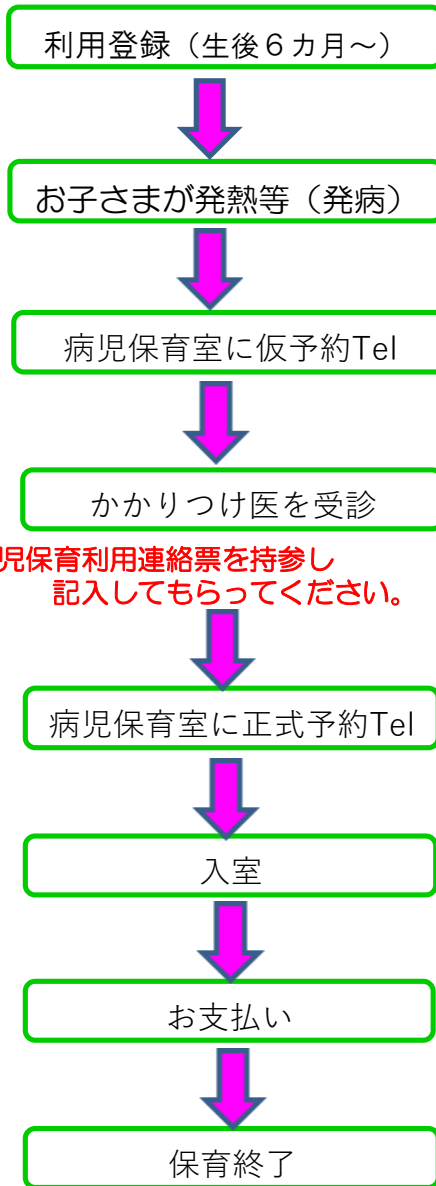 利用登録（生後６カ月～）
お子さまが発熱等（発病）
病児保育室に仮予約Tel
かかりつけ医を受診
児保育利用連絡票を持参し
記入してもらってください。
病児保育室に正式予約Tel
入室
お支払い
保育終了